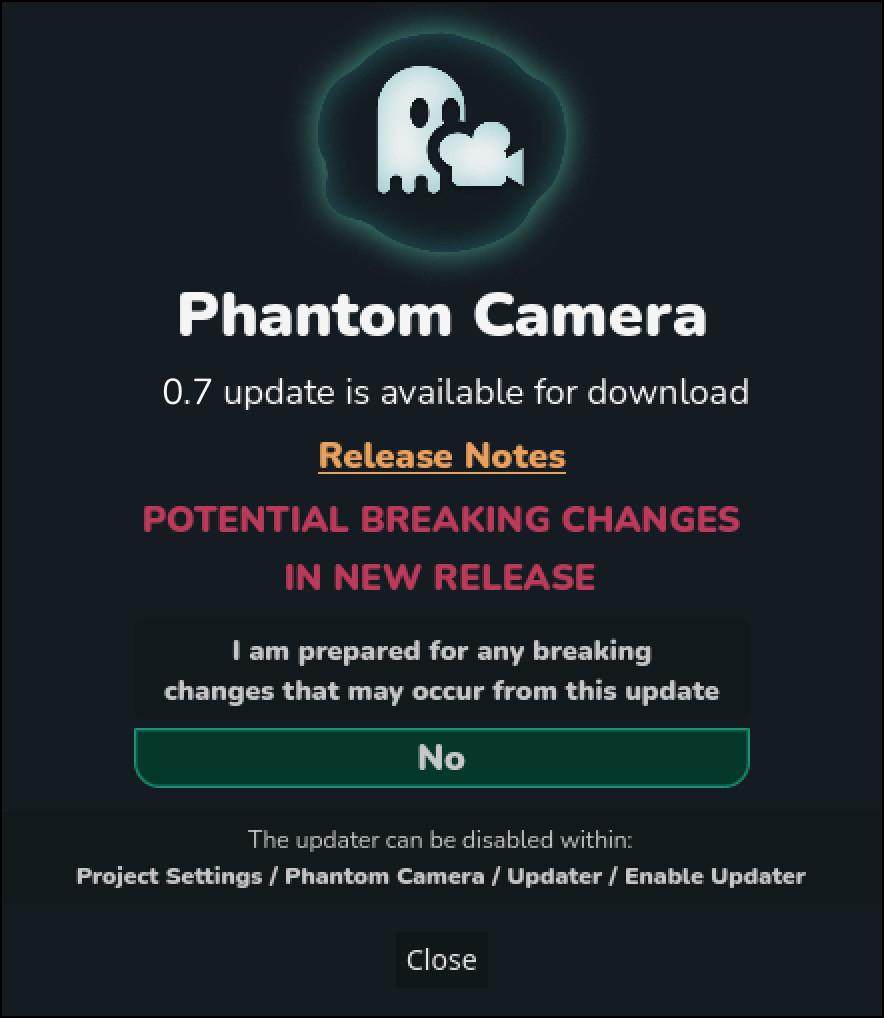 Phantom Camera
0.7 update is available for download
Release Notes
POTENTIAL BREAKING CHANGES
IN NEW RELEASE
I am prepared for any breaking
changes that may occur from this update
No
The updater can be disabled within:
Project Settings / Phantom Camera / Updater / Enable Updater
Close